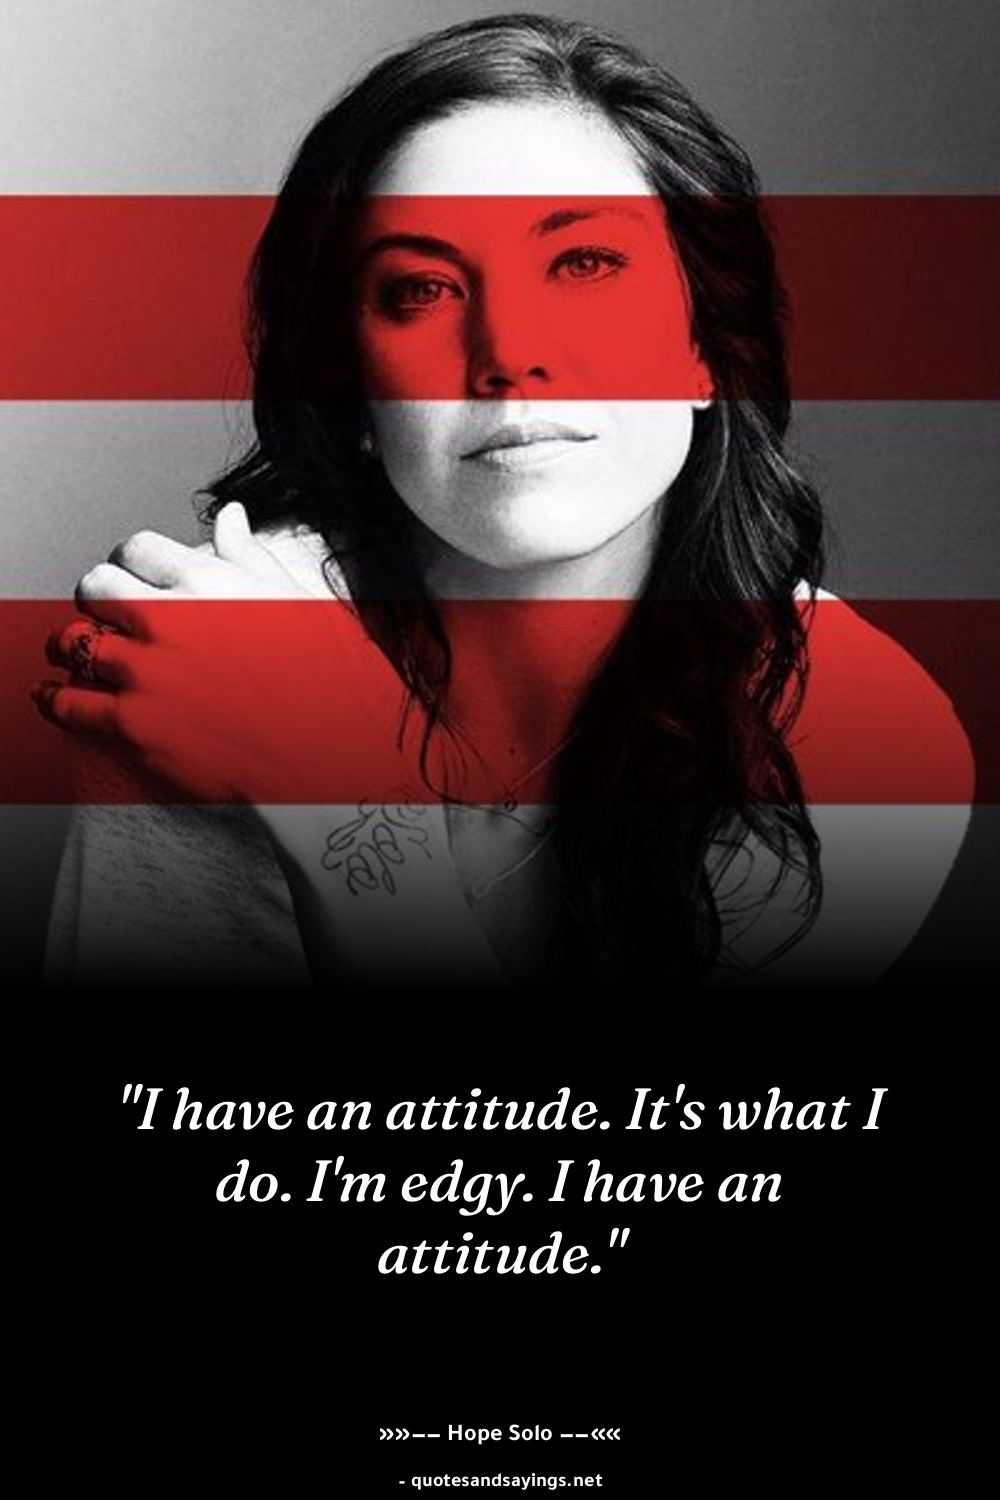 "I have an attitude. It's what I
do. I'm edgy. I have an
attitude."
»»−− Hope Solo −−««
- quotesandsayings.net